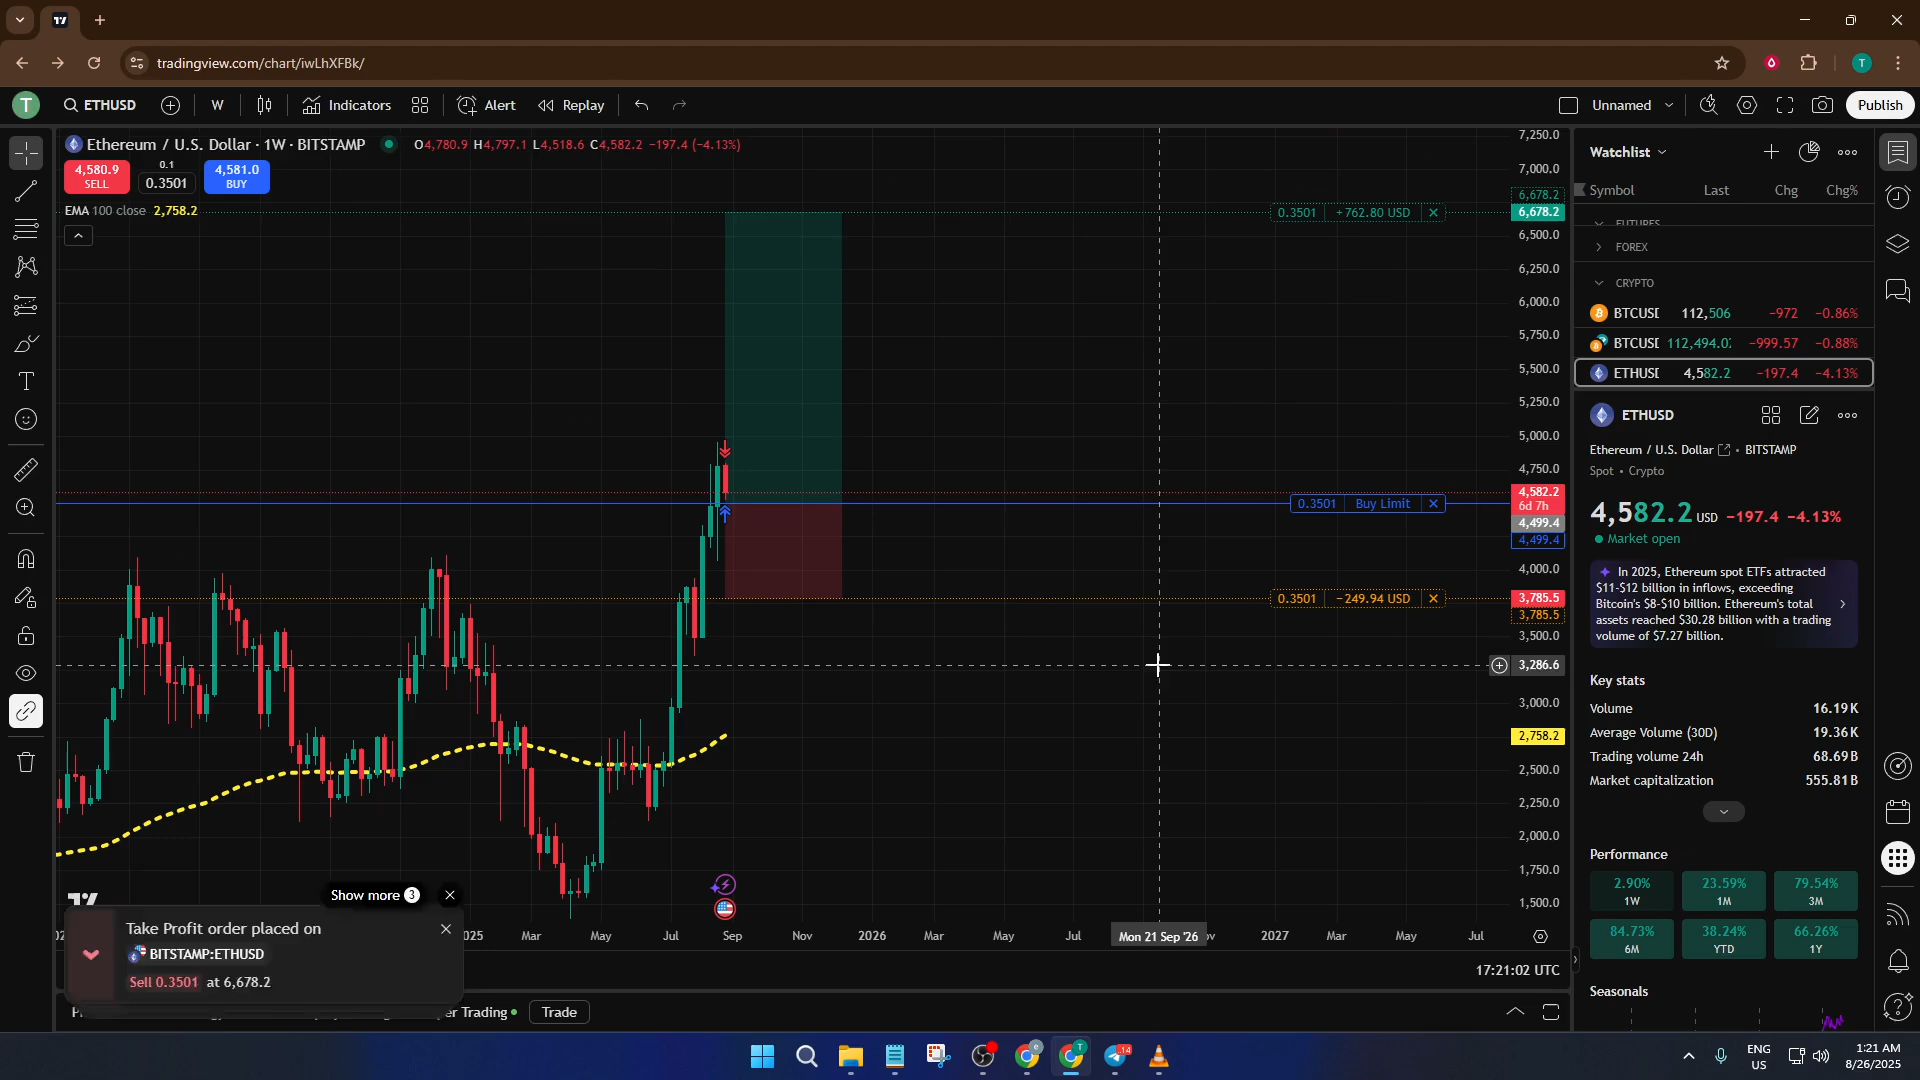 tradingview.com/chart/iwLhXFBk/
T
T
ETHUSD
W
Indicators
Alert
Replay
Unnamed
Publish
Ethereum / U.S. Dollar · 1W · BITSTAMP
O4,780.9 H4,797.1 L4,518.6 C4,582.2 −197.4 (−4.13%)
4,580.9
SELL
0.1
0.3501
4,581.0
BUY
EMA 100 close 2,758.2
0.3501 +762.80 USD
0.3501 Buy Limit
0.3501 −249.94 USD
7,250.0
7,000.0
6,678.2
6,678.2
6,500.0
6,250.0
6,000.0
5,750.0
5,500.0
5,250.0
5,000.0
4,750.0
4,582.2
6d 7h
4,499.4
4,499.4
4,000.0
3,785.5
3,785.5
3,500.0
3,286.6
3,000.0
2,758.2
2,500.0
2,250.0
2,000.0
1,750.0
1,500.0
025 Mar May Jul Sep Nov 2026 Mar May Jul Mon 21 Sep '26 2027 Mar May Jul
17:21:02 UTC
Show more 3
Take Profit order placed on
BITSTAMP:ETHUSD
Sell 0.3501 at 6,678.2
er Trading
Trade
Watchlist
Symbol Last Chg Chg%
FUTURES
FOREX
CRYPTO
BTCUSD 112,506 −972 −0.86%
BTCUSD 112,494.02 −999.57 −0.88%
ETHUSD 4,582.2 −197.4 −4.13%
ETHUSD
Ethereum / U.S. Dollar • BITSTAMP
Spot • Crypto
4,582.2 USD −197.4 −4.13%
Market open
In 2025, Ethereum spot ETFs attracted
$11-$12 billion in inflows, exceeding
Bitcoin's $8-$10 billion. Ethereum's total
assets reached $30.28 billion with a trading
volume of $7.27 billion.
Key stats
Volume 16.19K
Average Volume (30D) 19.36K
Trading volume 24h 68.69B
Market capitalization 555.81B
Performance
2.90%
1W
23.59%
1M
79.54%
3M
84.73%
6M
38.24%
YTD
66.26%
1Y
Seasonals
14
ENG
US
1:21 AM
8/26/2025